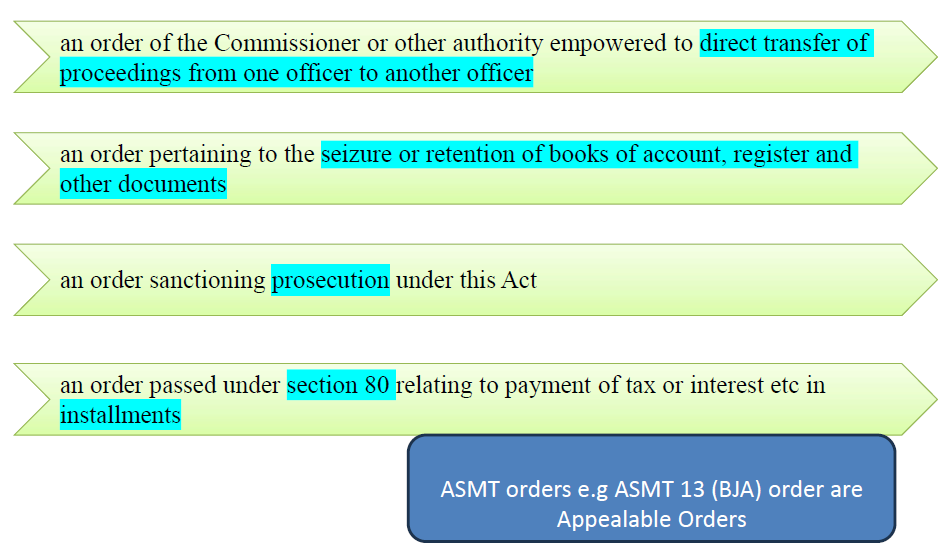 an order of the Commissioner or other authority empowered to direct transfer of
proceedings from one officer to another officer
an order pertaining to the seizure or retention of books of account, register and
other documents
an order sanctioning prosecution under this Act
an order passed under section 80 relating to payment of tax or interest etc in
installments
ASMT orders e.g ASMT 13 (BJA) order are
Appealable Orders